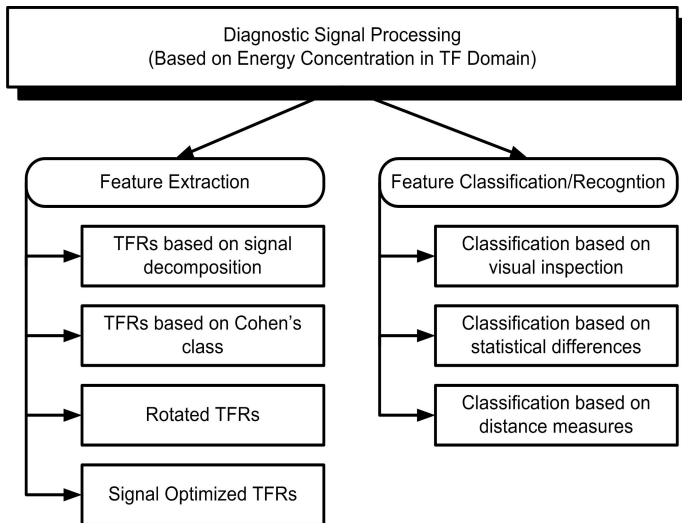 Diagnostic Signal Processing
(Based on Energy Concentration in TF Domain)
Feature Extraction
TFRs based on signal
decomposition
TFRs based on Cohen's
class
Rotated TFRs
Signal Optimized TFRs
Feature Classification/Recogntion
Classification based on
visual inspection
Classification based on
statistical differences
Classification based on
distance measures